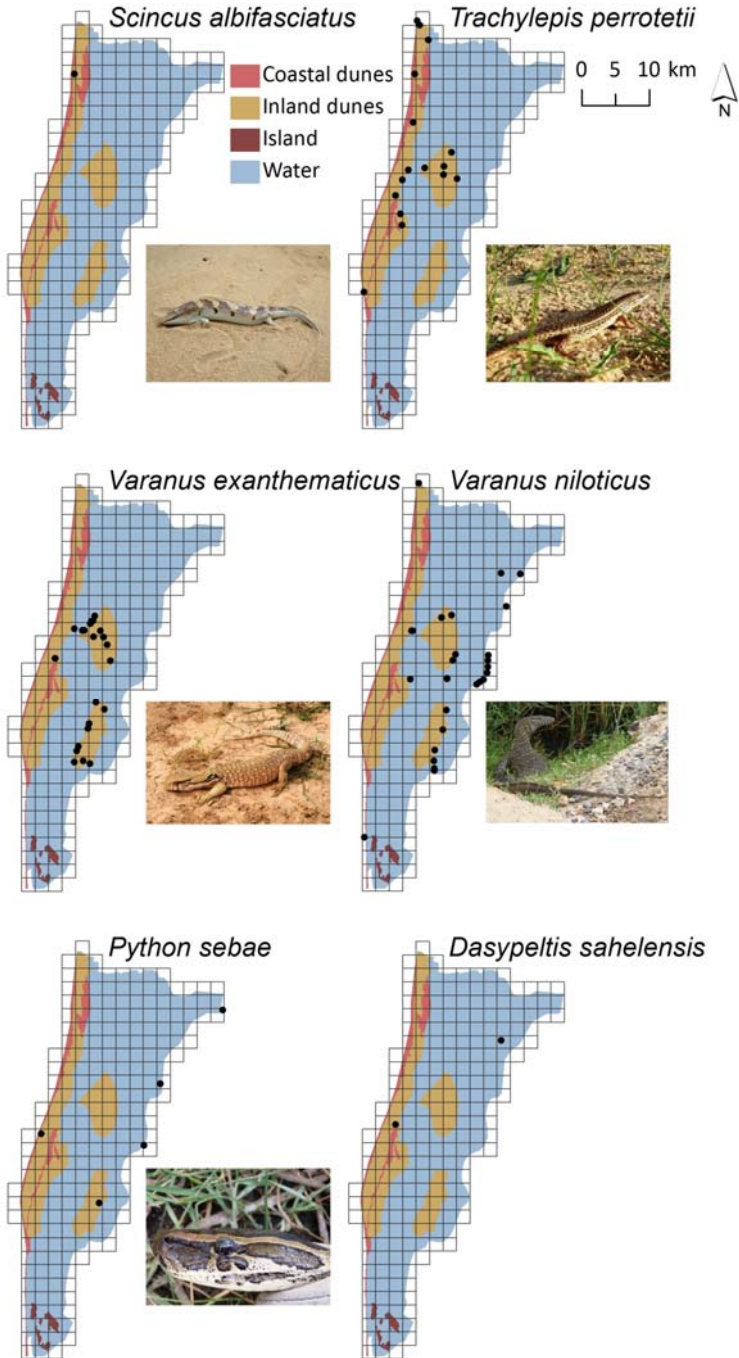 Scincus albifasciatus
Trachylepis perrotetii
Coastal dunes
Inland dunes
Island
Water
0 5 10 km
N
Varanus exanthematicus
Varanus niloticus
Python sebae
Dasypeltis sahelensis